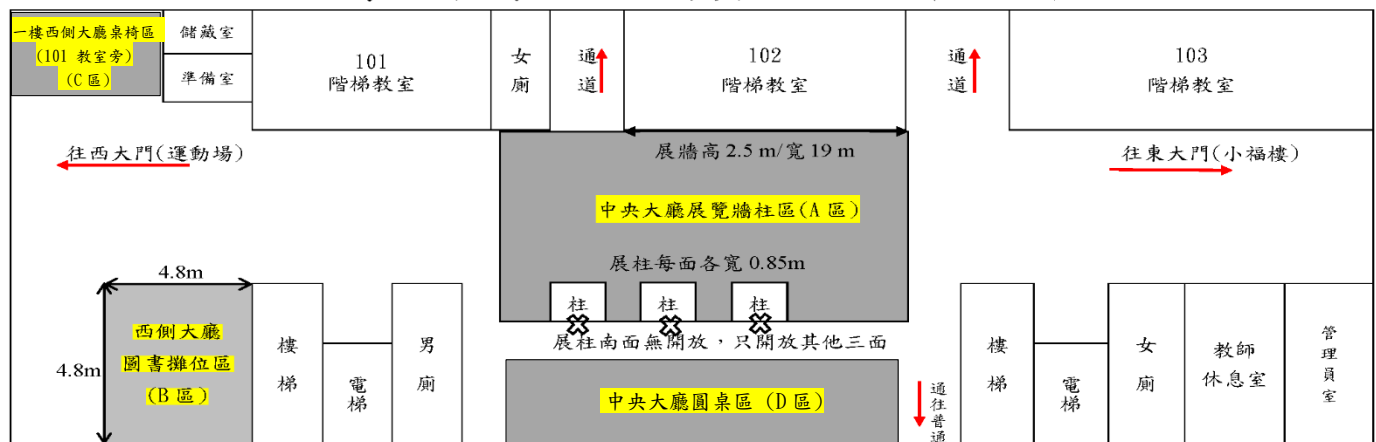 一樓西側大廳桌椅區
(101 教室旁)
(C 區)
儲藏室
準備室
101
階梯教室
女廁
通道
102
階梯教室
通道
103
階梯教室
往西大門(運動場)
展牆高 2.5 m/寬 19 m
往東大門(小福樓)
中央大廳展覽牆柱區(A 區)
展柱每面各寬 0.85m
4.8m
4.8m
西側大廳
圖書攤位區
(B 區)
樓梯
電梯
男廁
柱
柱
柱
展柱南面無開放，只開放其他三面
中央大廳圓桌區 (D 區)
通往普通
樓梯
電梯
女廁
教師
休息室
管理員室